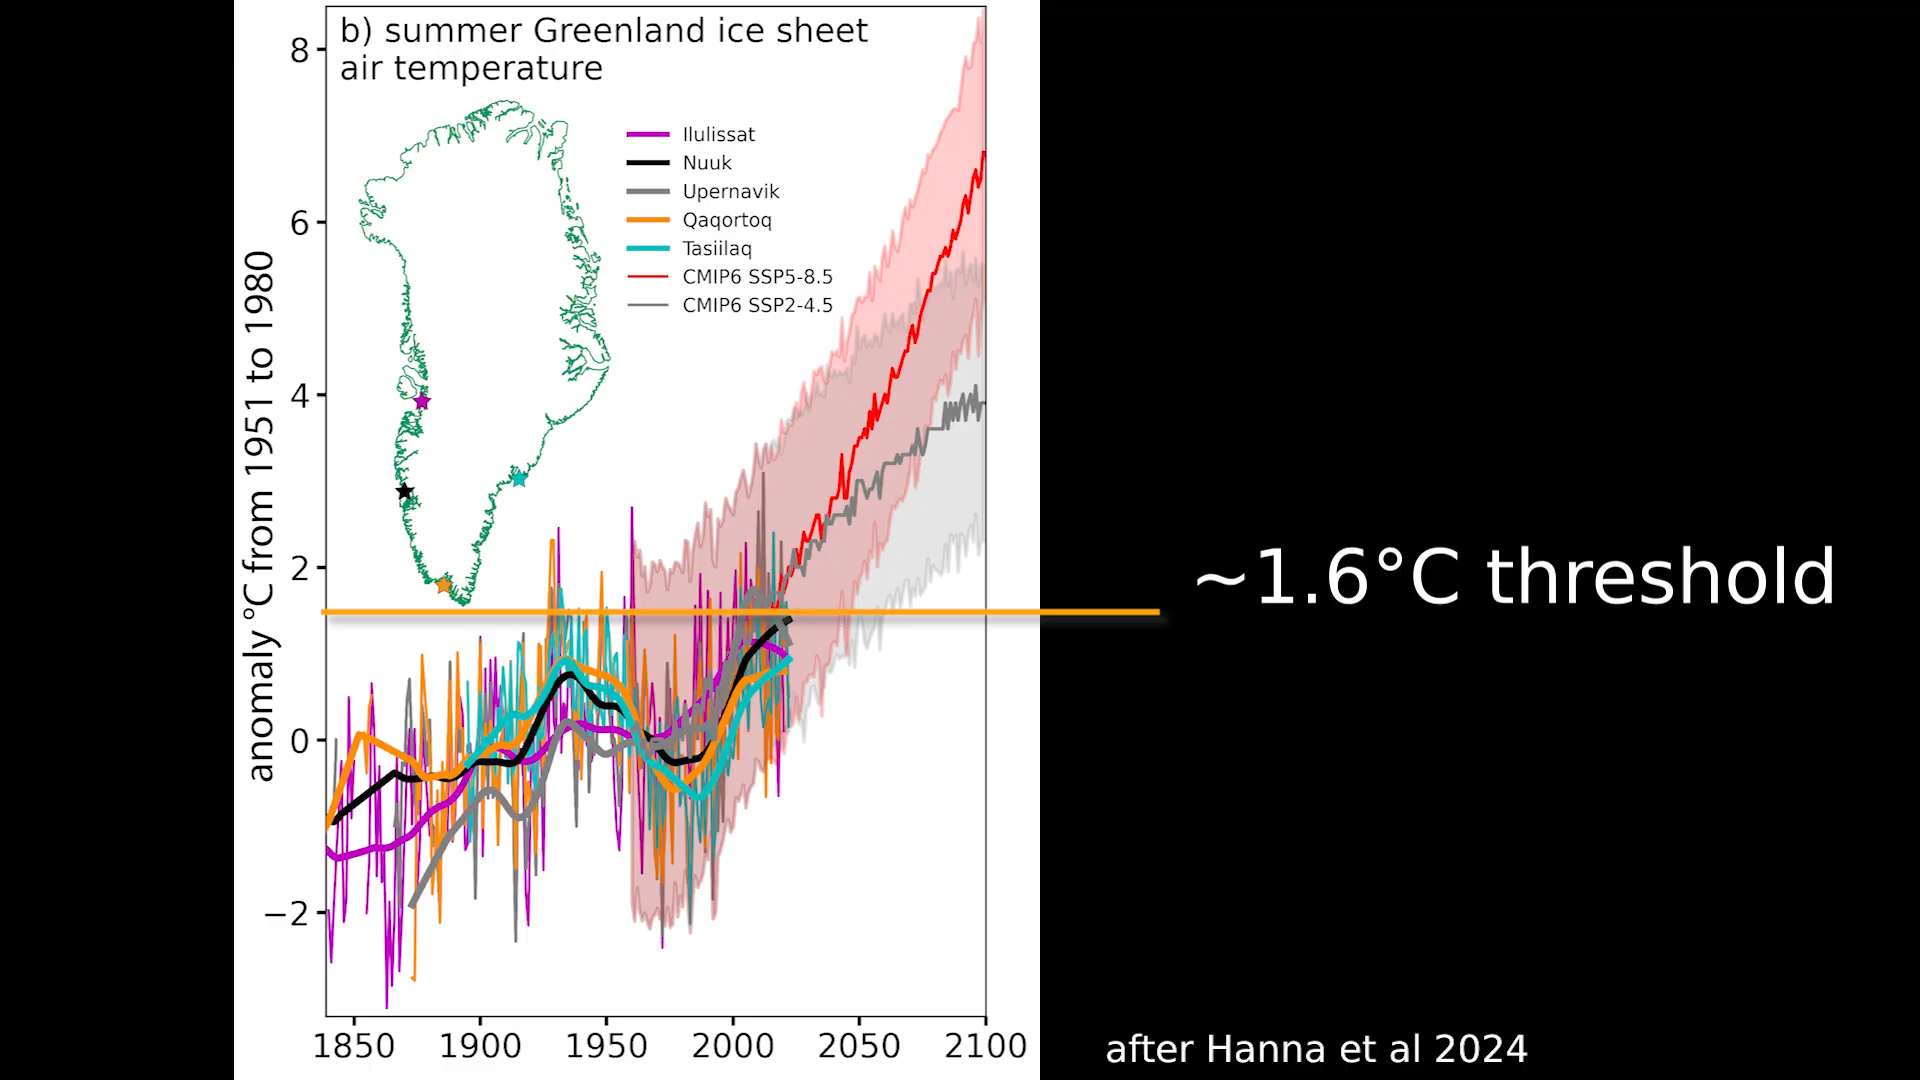 b) summer Greenland ice sheet
air temperature
Ilulissat
Nuuk
Upernavik
Qaqortoq
Tasiilaq
CMIP6 SSP5-8.5
CMIP6 SSP2-4.5
anomaly °C from 1951 to 1980
8
6
4
2
0
−2
1850 1900 1950 2000 2050 2100
~1.6°C threshold
after Hanna et al 2024